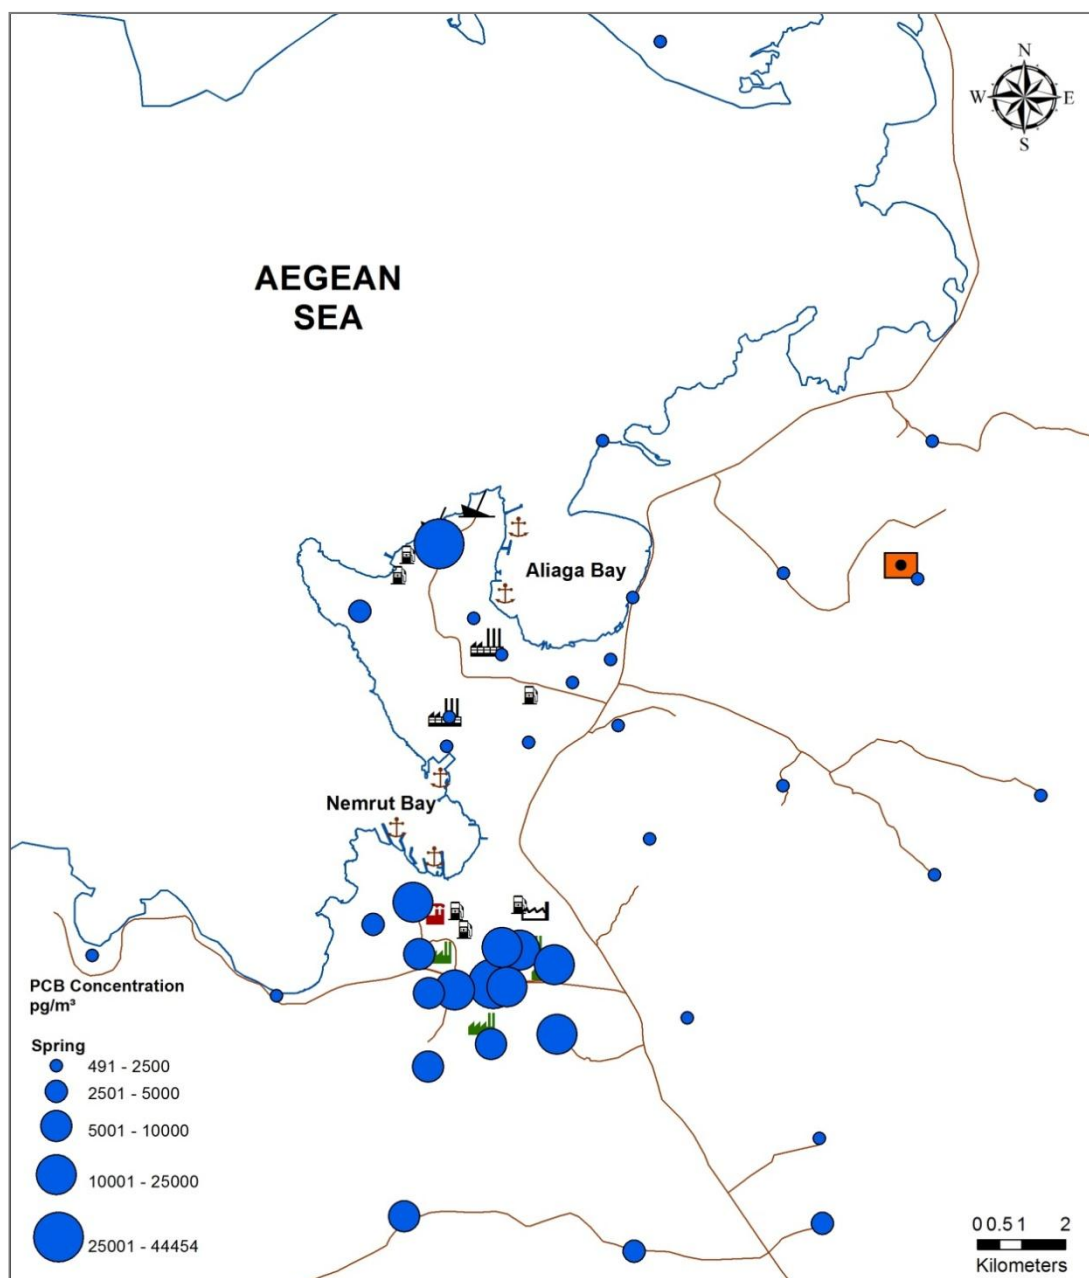 N
W E
S
AEGEAN
SEA
Aliaga Bay
Nemrut Bay
PCB Concentration
pg/m³
Spring
491 - 2500
2501 - 5000
5001 - 10000
10001 - 25000
25001 - 44454
0 0.5 1 2
Kilometers